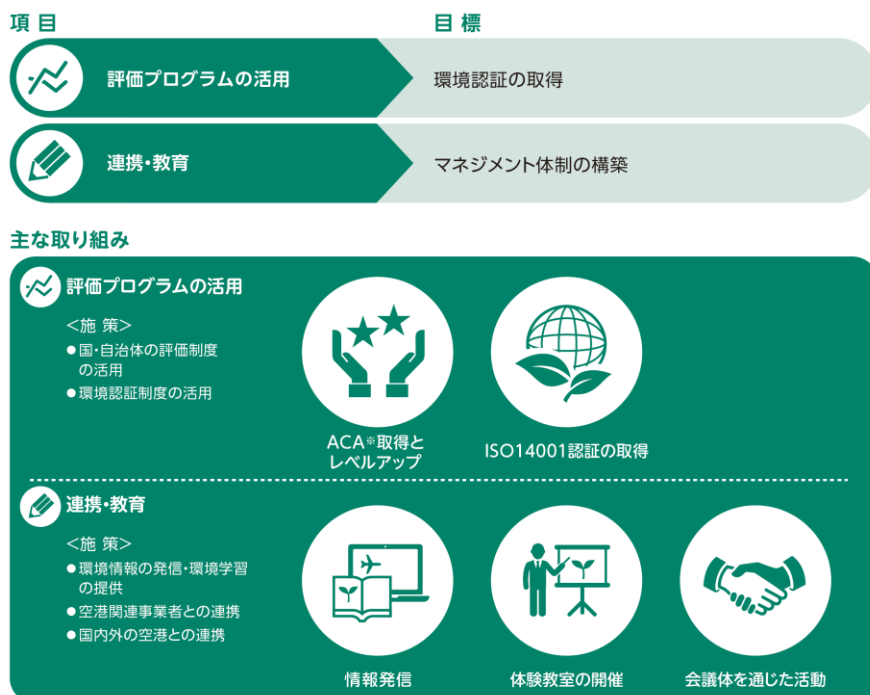 項目
目標
評価プログラムの活用
環境認証の取得
連携・教育
マネジメント体制の構築
主な取り組み
評価プログラムの活用
<施 策>
●国・自治体の評価制度
の活用
●環境認証制度の活用
ACA※取得と
レベルアップ
ISO14001認証の取得
連携・教育
<施 策>
●環境情報の発信・環境学習
の提供
●空港関連事業者との連携
●国内外の空港との連携
情報発信
体験教室の開催
会議体を通じた活動